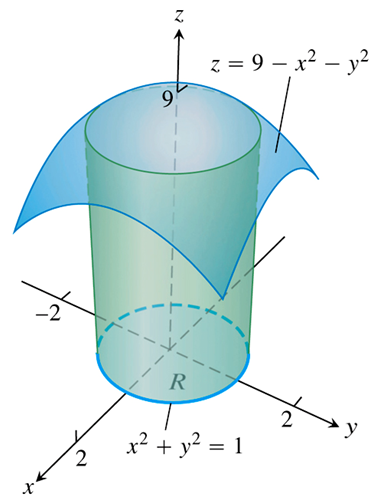 z
z = 9 − x² − y²
9
−2
R
2
y
x² + y² = 1
2
x